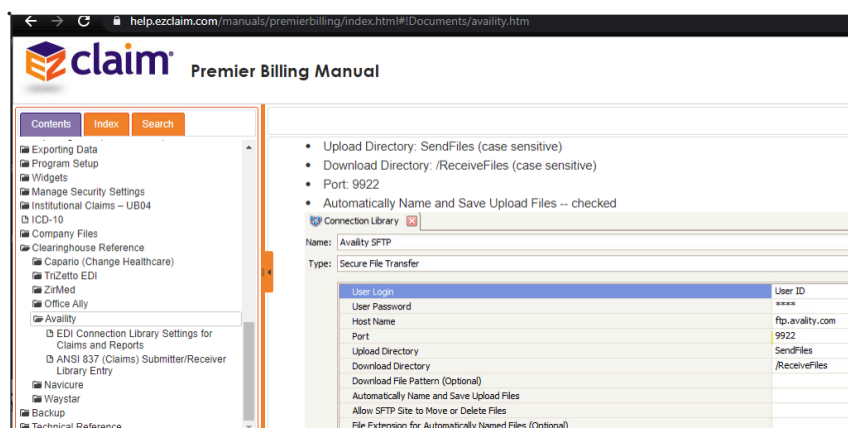 help.ezclaim.com/manuals/premierbilling/index.html#!Documents/availity.htm
EZclaim Premier Billing Manual
Contents Index Search
Exporting Data
Program Setup
Widgets
Manage Security Settings
Institutional Claims – UB04
ICD-10
Company Files
Clearinghouse Reference
Capario (Change Healthcare)
TriZetto EDI
ZirMed
Office Ally
Availity
EDI Connection Library Settings for
Claims and Reports
ANSI 837 (Claims) Submitter/Receiver
Library Entry
Navicure
Waystar
Backup
Technical Reference
• Upload Directory: SendFiles (case sensitive)
• Download Directory: /ReceiveFiles (case sensitive)
• Port: 9922
• Automatically Name and Save Upload Files -- checked
Connection Library
Name: Availity SFTP
Type: Secure File Transfer
User Login User ID
User Password ****
Host Name ftp.avality.com
Port 9922
Upload Directory SendFiles
Download Directory /ReceiveFiles
Download File Pattern (Optional)
Automatically Name and Save Upload Files
Allow SFTP Site to Move or Delete Files
File Extension for Automatically Named Files (Optional)